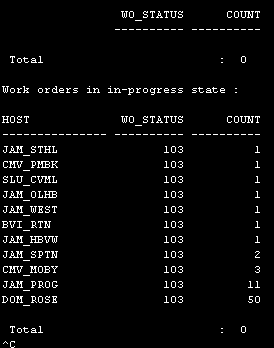 WO_STATUS COUNT
---------- ----------
Total : 0
Work orders in in-progress state :
HOST WO_STATUS COUNT
--------------- ---------- ----------
JAM_STHL 103 1
CMV_PMBK 103 1
SLU_CVML 103 1
JAM_OLHB 103 1
JAM_WEST 103 1
BVI_RTN 103 1
JAM_HBVW 103 1
JAM_SPTN 103 2
CMV_MOBY 103 3
JAM_PROG 103 11
DOM_ROSE 103 50
Total : 0
^C